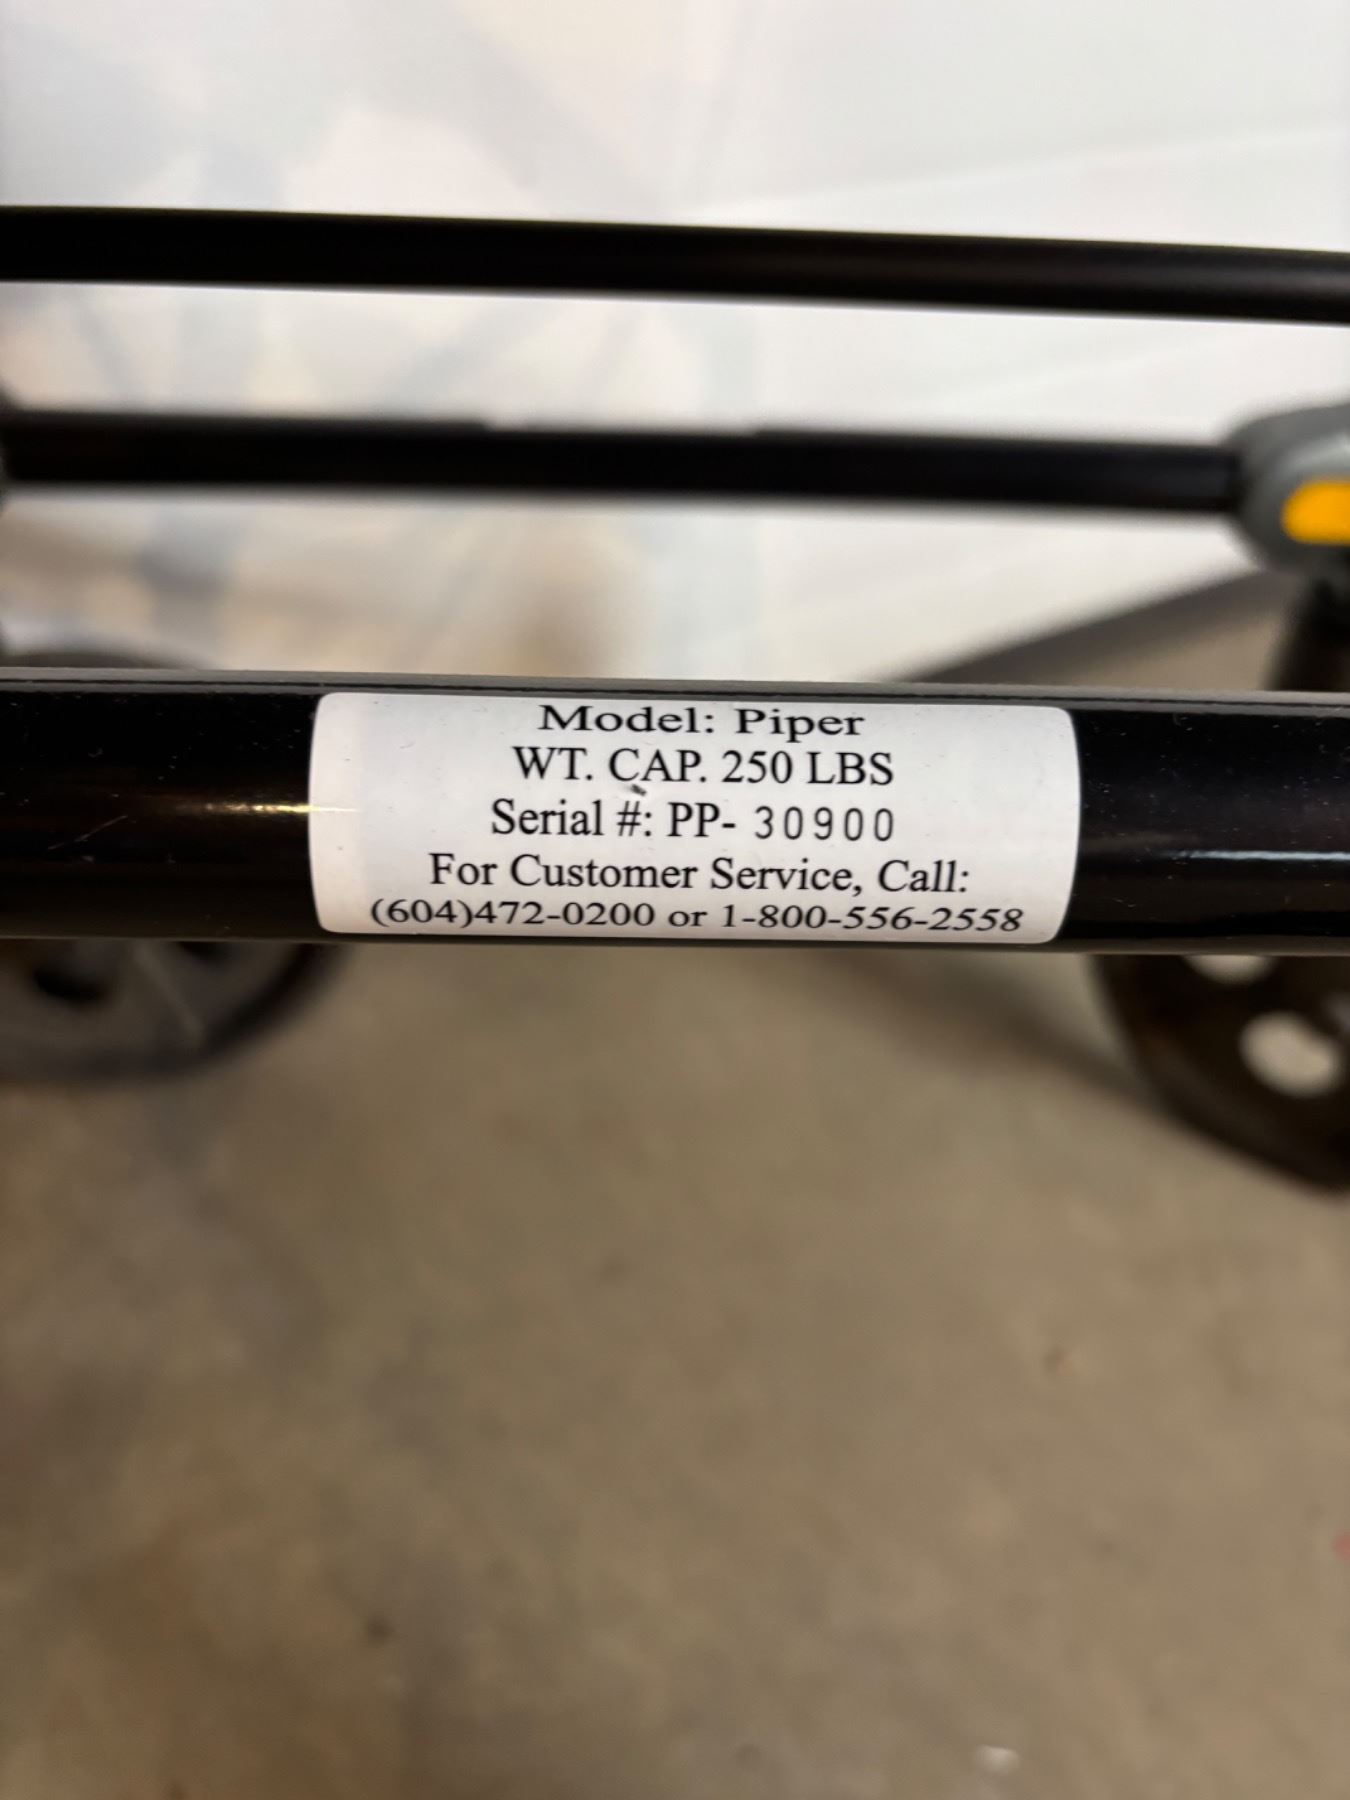 Model: Piper
WT. CAP. 250 LBS
Serial #: PP- 30900
For Customer Service, Call:
(604)472-0200 or 1-800-556-2558